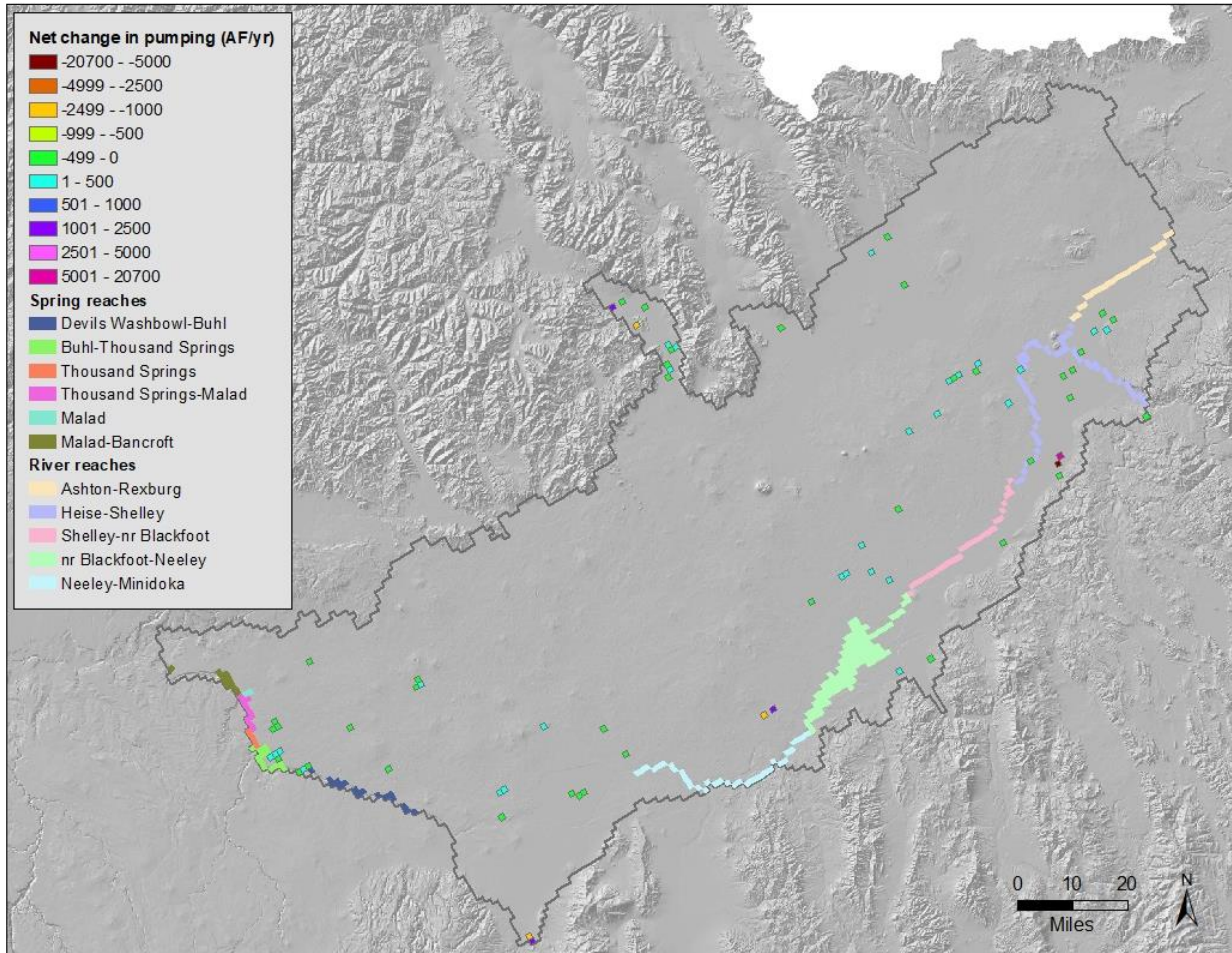 Net change in pumping (AF/yr)
-20700 - -5000
-4999 - -2500
-2499 - -1000
-999 - -500
-499 - 0
1 - 500
501 - 1000
1001 - 2500
2501 - 5000
5001 - 20700
Spring reaches
Devils Washbowl-Buhl
Buhl-Thousand Springs
Thousand Springs
Thousand Springs-Malad
Malad
Malad-Bancroft
River reaches
Ashton-Rexburg
Heise-Shelley
Shelley-nr Blackfoot
nr Blackfoot-Neeley
Neeley-Minidoka
0 10 20
Miles
N